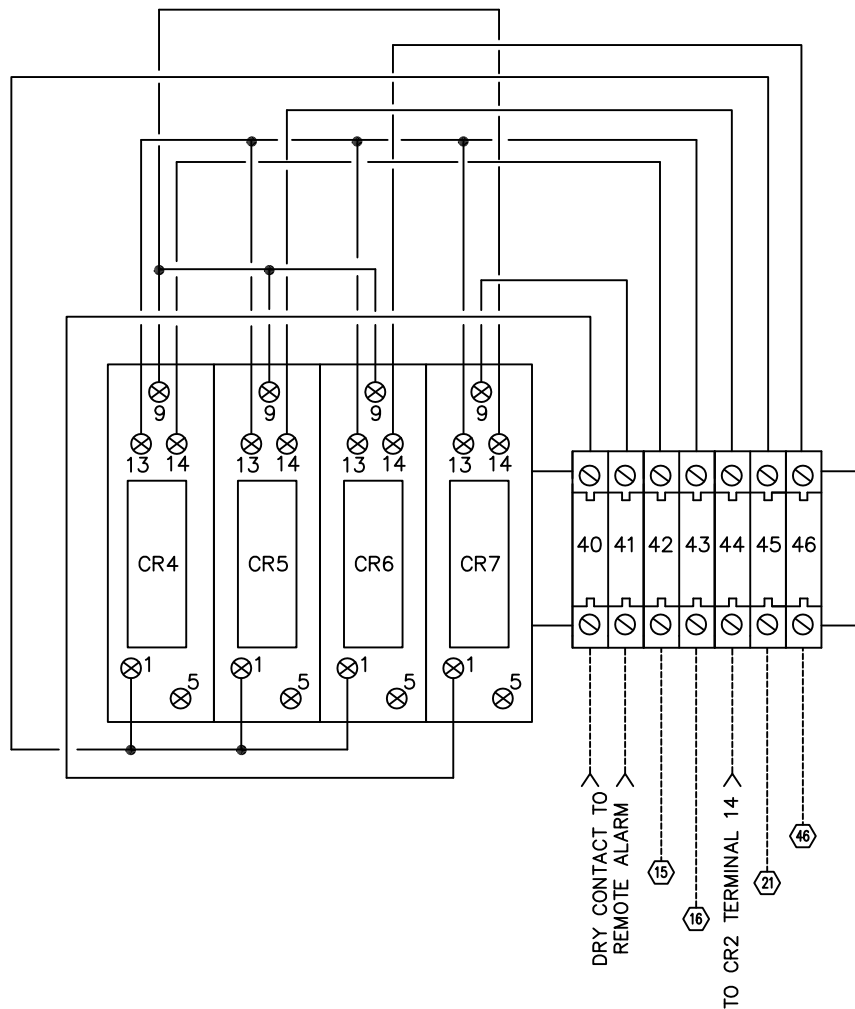 9 9 9 9
13 14 13 14 13 14 13 14
CR4 CR5 CR6 CR7
40 41 42 43 44 45 46
1 5 1 5 1 5 1 5
DRY CONTACT TO
REMOTE ALARM
15
16
TO CR2 TERMINAL 14
21
46